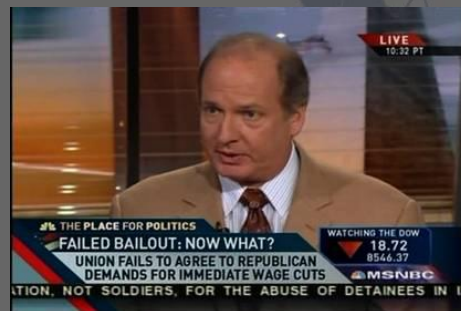 LIVE
10:32 PT
THE PLACE FOR POLITICS
FAILED BAILOUT: NOW WHAT?
UNION FAILS TO AGREE TO REPUBLICAN
DEMANDS FOR IMMEDIATE WAGE CUTS
WATCHING THE DOW
18.72
8546.37
MSNBC
TION, NOT SOLDIERS, FOR THE ABUSE OF DETAINEES IN